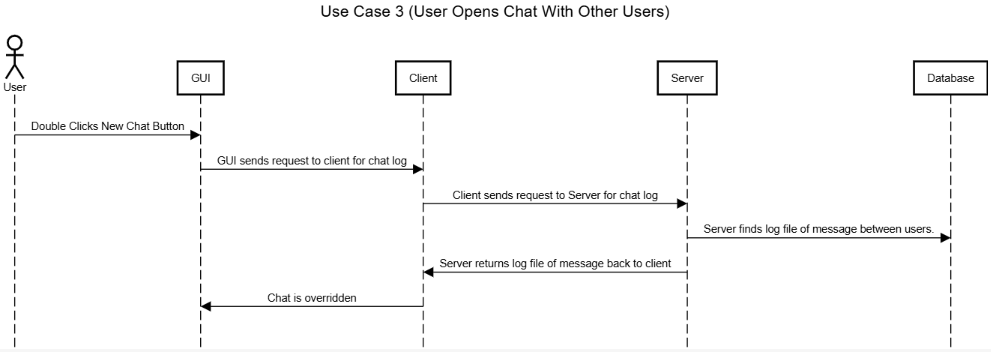 Use Case 3 (User Opens Chat With Other Users)
User
GUI
Client
Server
Database
Double Clicks New Chat Button
GUI sends request to client for chat log
Client sends request to Server for chat log
Server finds log file of message between users.
Server returns log file of message back to client
Chat is overridden